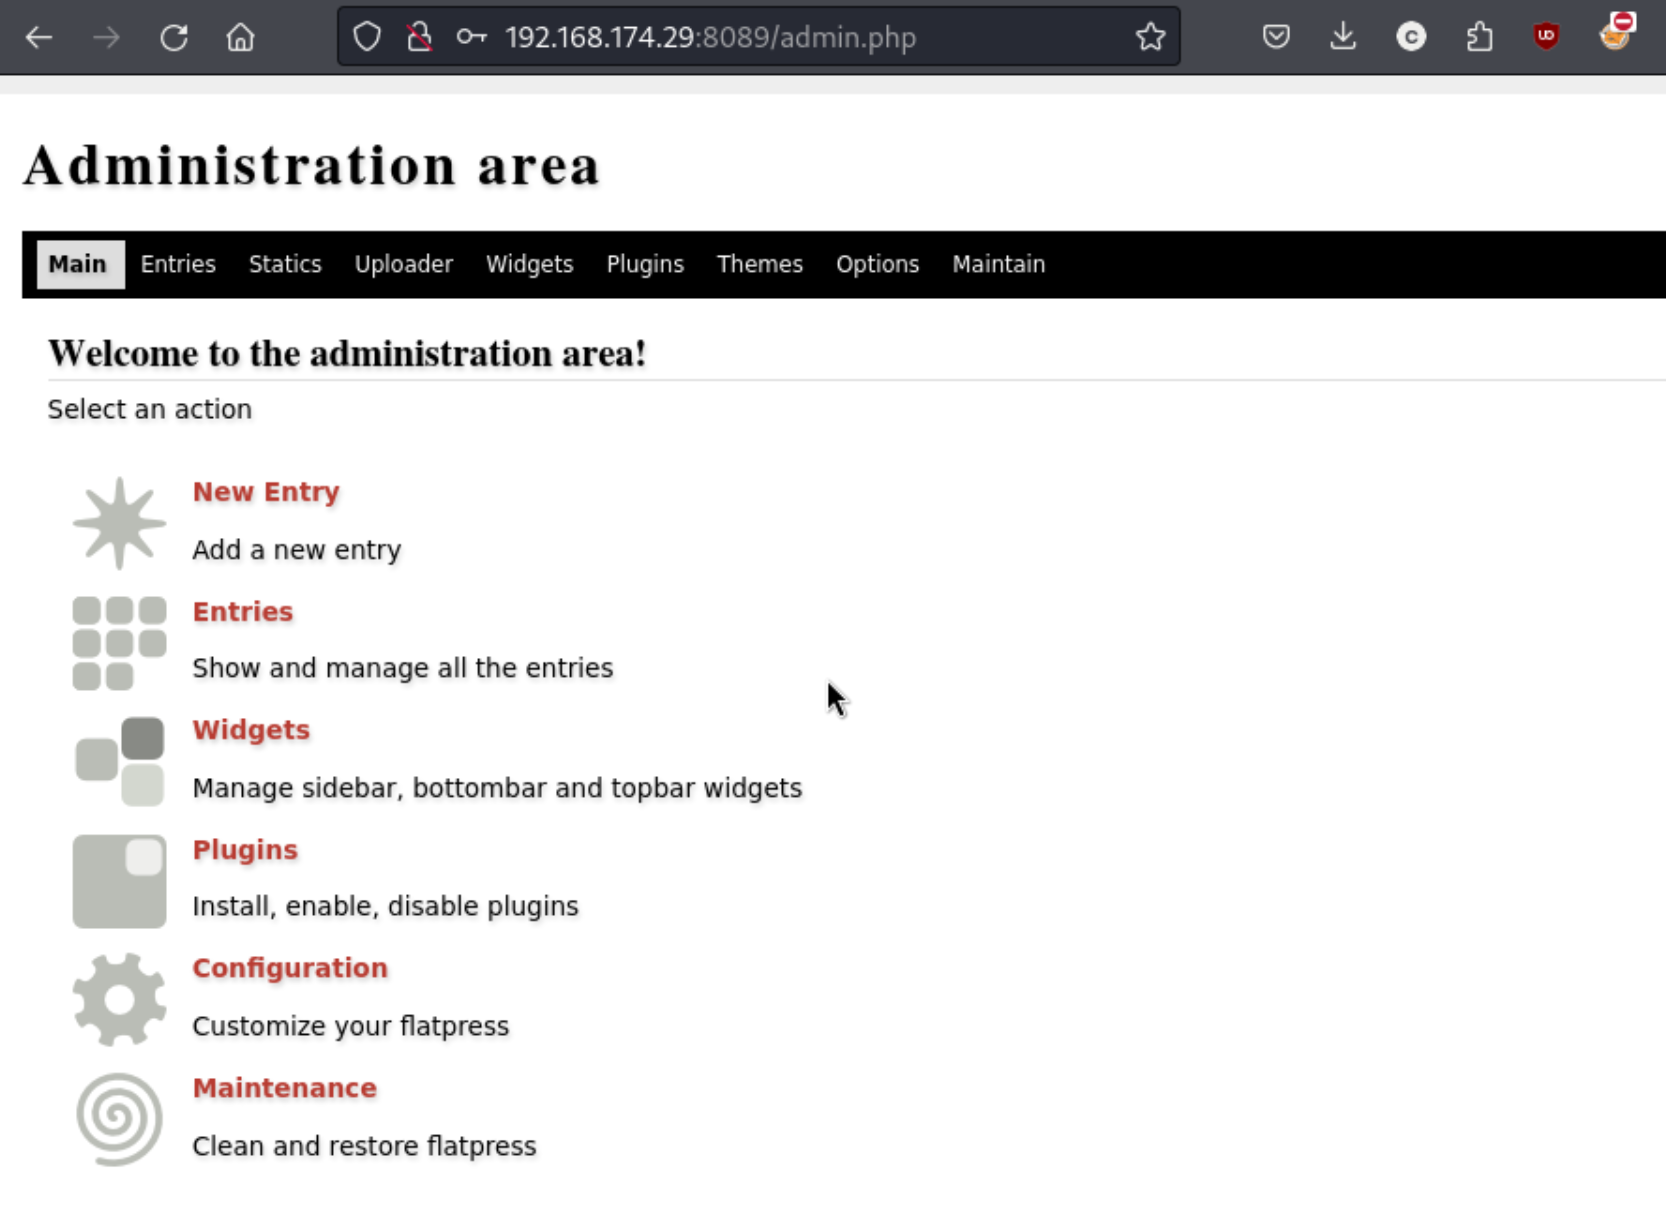 192.168.174.29:8089/admin.php
Administration area
Main Entries Statics Uploader Widgets Plugins Themes Options Maintain
Welcome to the administration area!
Select an action
New Entry
Add a new entry
Entries
Show and manage all the entries
Widgets
Manage sidebar, bottombar and topbar widgets
Plugins
Install, enable, disable plugins
Configuration
Customize your flatpress
Maintenance
Clean and restore flatpress